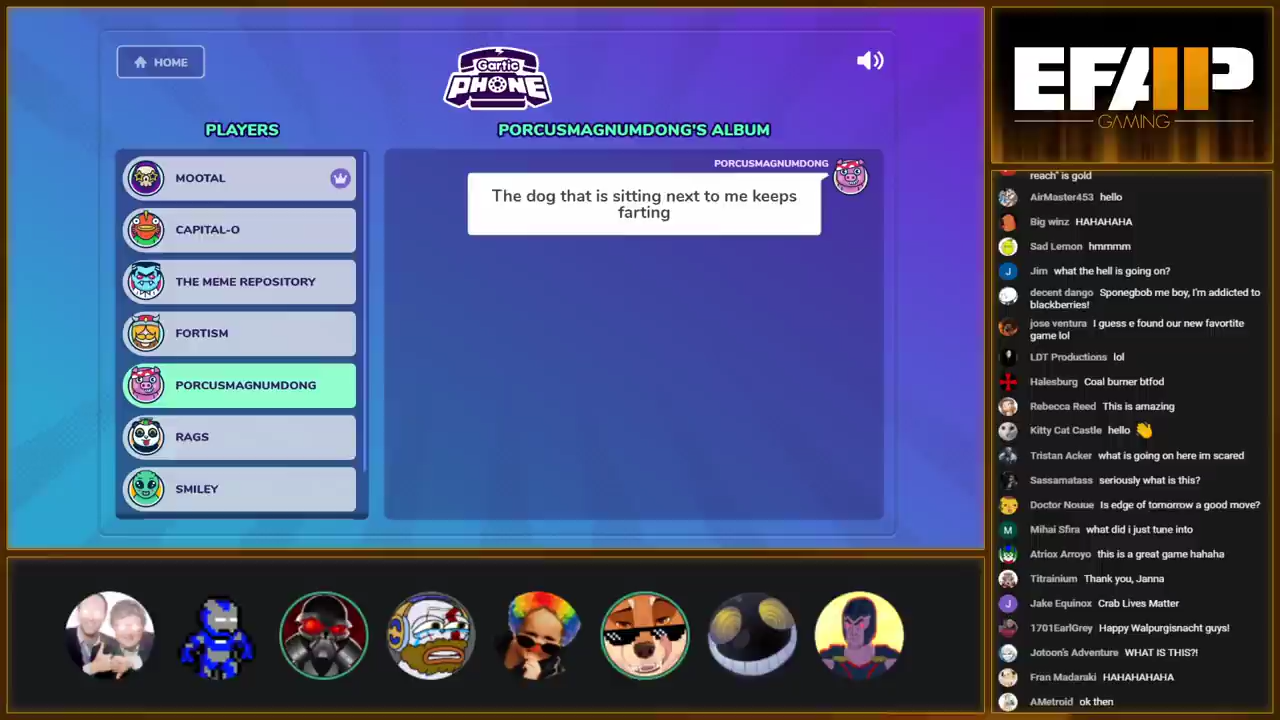 HOME
Gartic
PHONE
PLAYERS
MOOTAL
CAPITAL-O
THE MEME REPOSITORY
FORTISM
PORCUSMAGNUMDONG
RAGS
SMILEY
PORCUSMAGNUMDONG'S ALBUM
PORCUSMAGNUMDONG
The dog that is sitting next to me keeps
farting
EFAP
GAMING
reach" is gold
AirMaster453 hello
Big winz HAHAHAHA
Sad Lemon hmmmm
J Jim what the hell is going on?
decent dango Sponegbob me boy, I'm addicted to
blackberries!
jose ventura I guess e found our new favortite
game lol
LDT Productions lol
Halesburg Coal burner btfod
Rebecca Reed This is amazing
Kitty Cat Castle hello 👋
Tristan Acker what is going on here im scared
Sassamatass seriously what is this?
Doctor Nouue Is edge of tomorrow a good move?
M Mihai Sfira what did i just tune into
Atriox Arroyo this is a great game hahaha
Titrainium Thank you, Janna
J Jake Equinox Crab Lives Matter
1701EarlGrey Happy Walpurgisnacht guys!
Jotoon's Adventure WHAT IS THIS?!
Fran Madaraki HAHAHAHAHA
AMetroid ok then